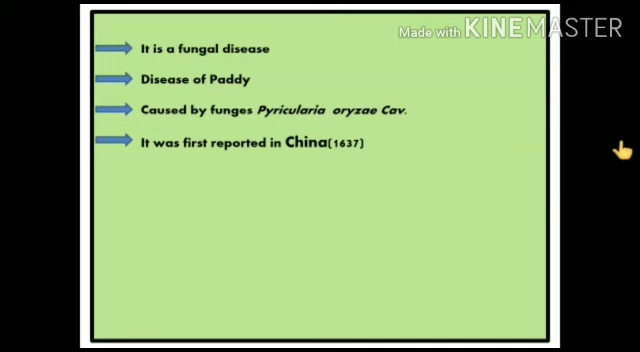 Made with KINEMASTER
It is a fungal disease
Disease of Paddy
Caused by funges Pyricularia oryzae Cav.
It was first reported in China(1637)